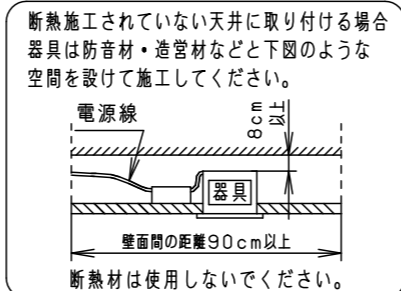 断熱施工されていない天井に取り付ける場合
器具は防音材・造営材などと下図のような
空間を設けて施工してください。
電源線
8cm
以上
器具
壁面間の距離90cm以上
断熱材は使用しないでください。